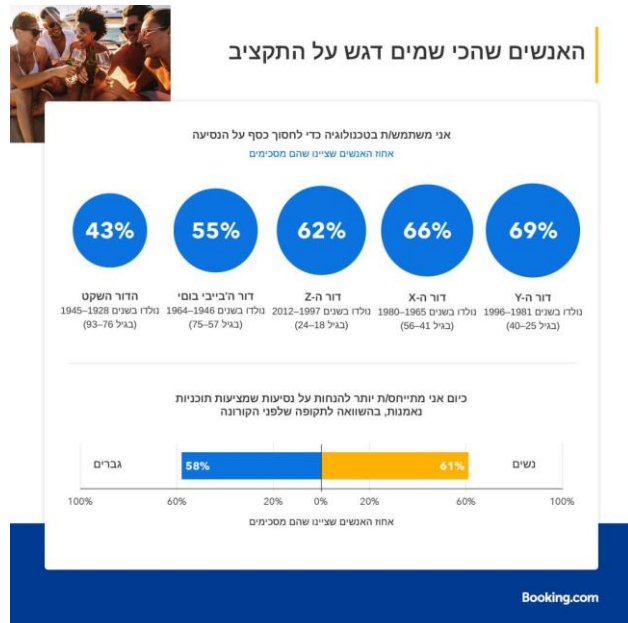 האנשים שהכי שמים דגש על התקציב
אני משתמש/ת בטכנולוגיה כדי לחסוך כסף על הנסיעה
אחוז האנשים שציינו שהם מסכימים
69%
66%
62%
55%
43%
דור ה-Y
נולדו בשנים 1981–1996
(בגיל 25–40)
דור ה-X
נולדו בשנים 1965–1980
(בגיל 41–56)
דור ה-Z
נולדו בשנים 1997–2012
(בגיל 18–24)
דור ה'בייבי בום'
נולדו בשנים 1946–1964
(בגיל 57–75)
הדור השקט
נולדו בשנים 1928–1945
(בגיל 76–93)
כיום אני מתייחס/ת יותר להנחות על נסיעות שמציעות תוכניות
נאמנות, בהשוואה לתקופה שלפני הקורונה
נשים
61%
58%
גברים
100% 60% 20% 0% 20% 60% 100%
אחוז האנשים שציינו שהם מסכימים
Booking.com